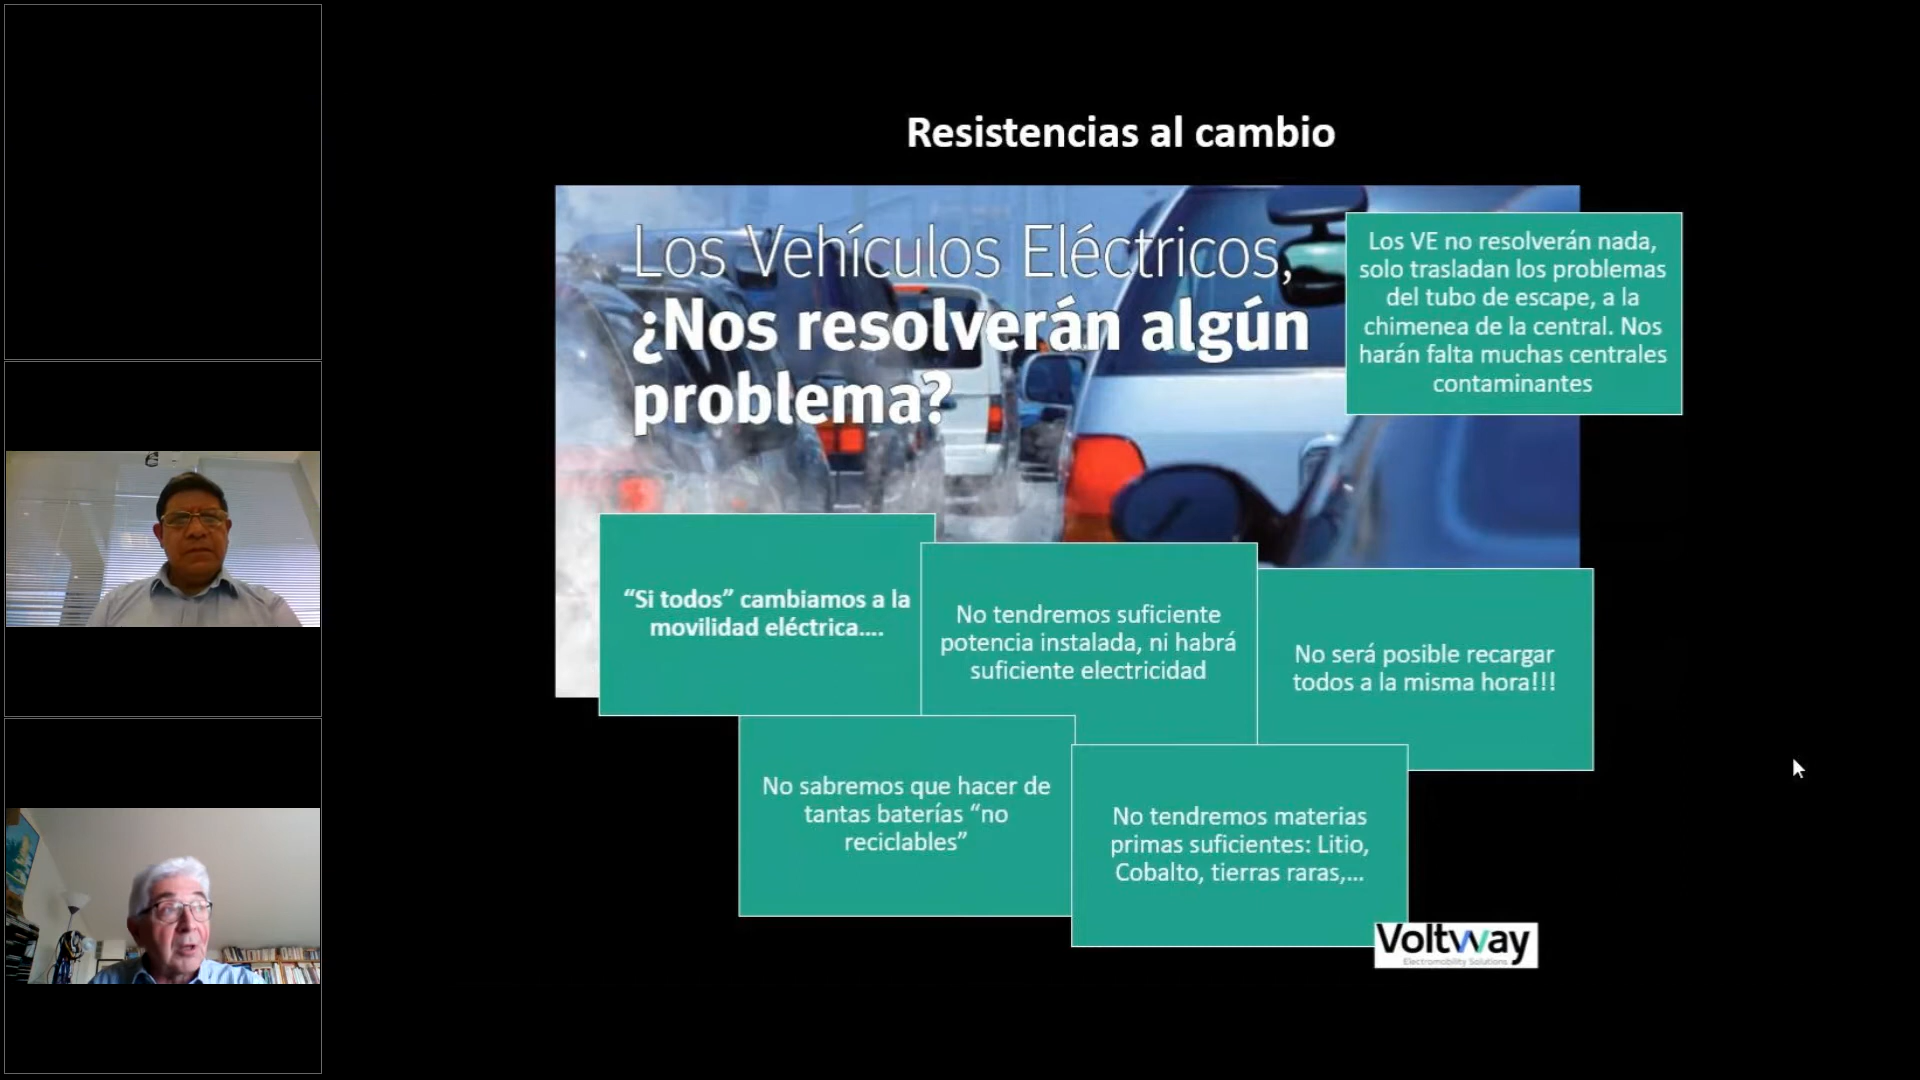 Resistencias al cambio
Los Vehículos Eléctricos,
¿Nos resolverán algún
problema?
Los VE no resolverán nada,
solo trasladan los problemas
del tubo de escape, a la
chimenea de la central. Nos
harán falta muchas centrales
contaminantes
“Si todos” cambiamos a la
movilidad eléctrica....
No tendremos suficiente
potencia instalada, ni habrá
suficiente electricidad
No será posible recargar
todos a la misma hora!!!
No sabremos que hacer de
tantas baterías “no
reciclables”
No tendremos materias
primas suficientes: Litio,
Cobalto, tierras raras,...
Voltway
Electromobility Solutions